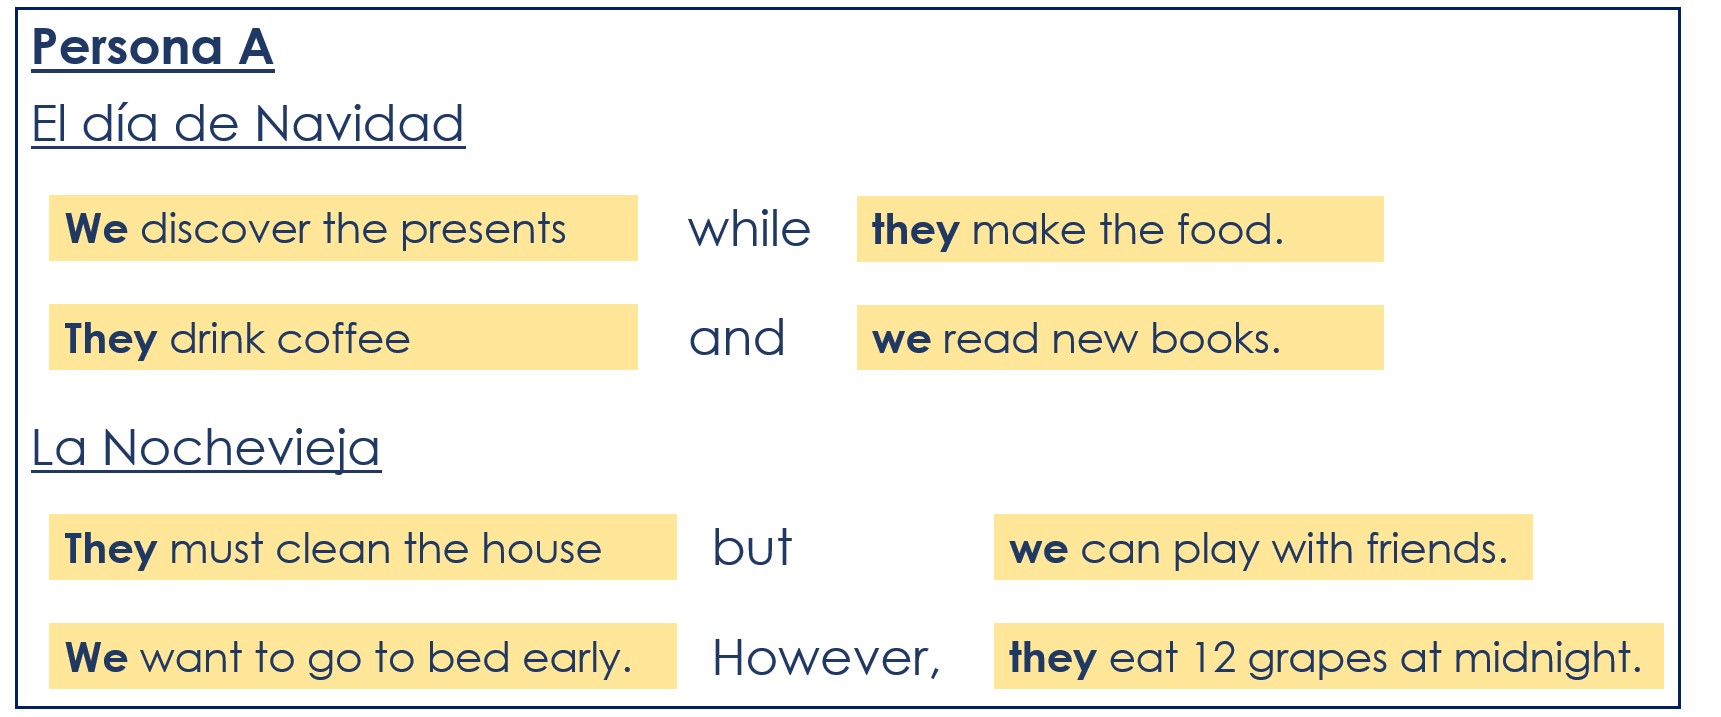 Persona A
El día de Navidad
We discover the presents while they make the food.
They drink coffee and we read new books.
La Nochevieja
They must clean the house but we can play with friends.
We want to go to bed early. However, they eat 12 grapes at midnight.